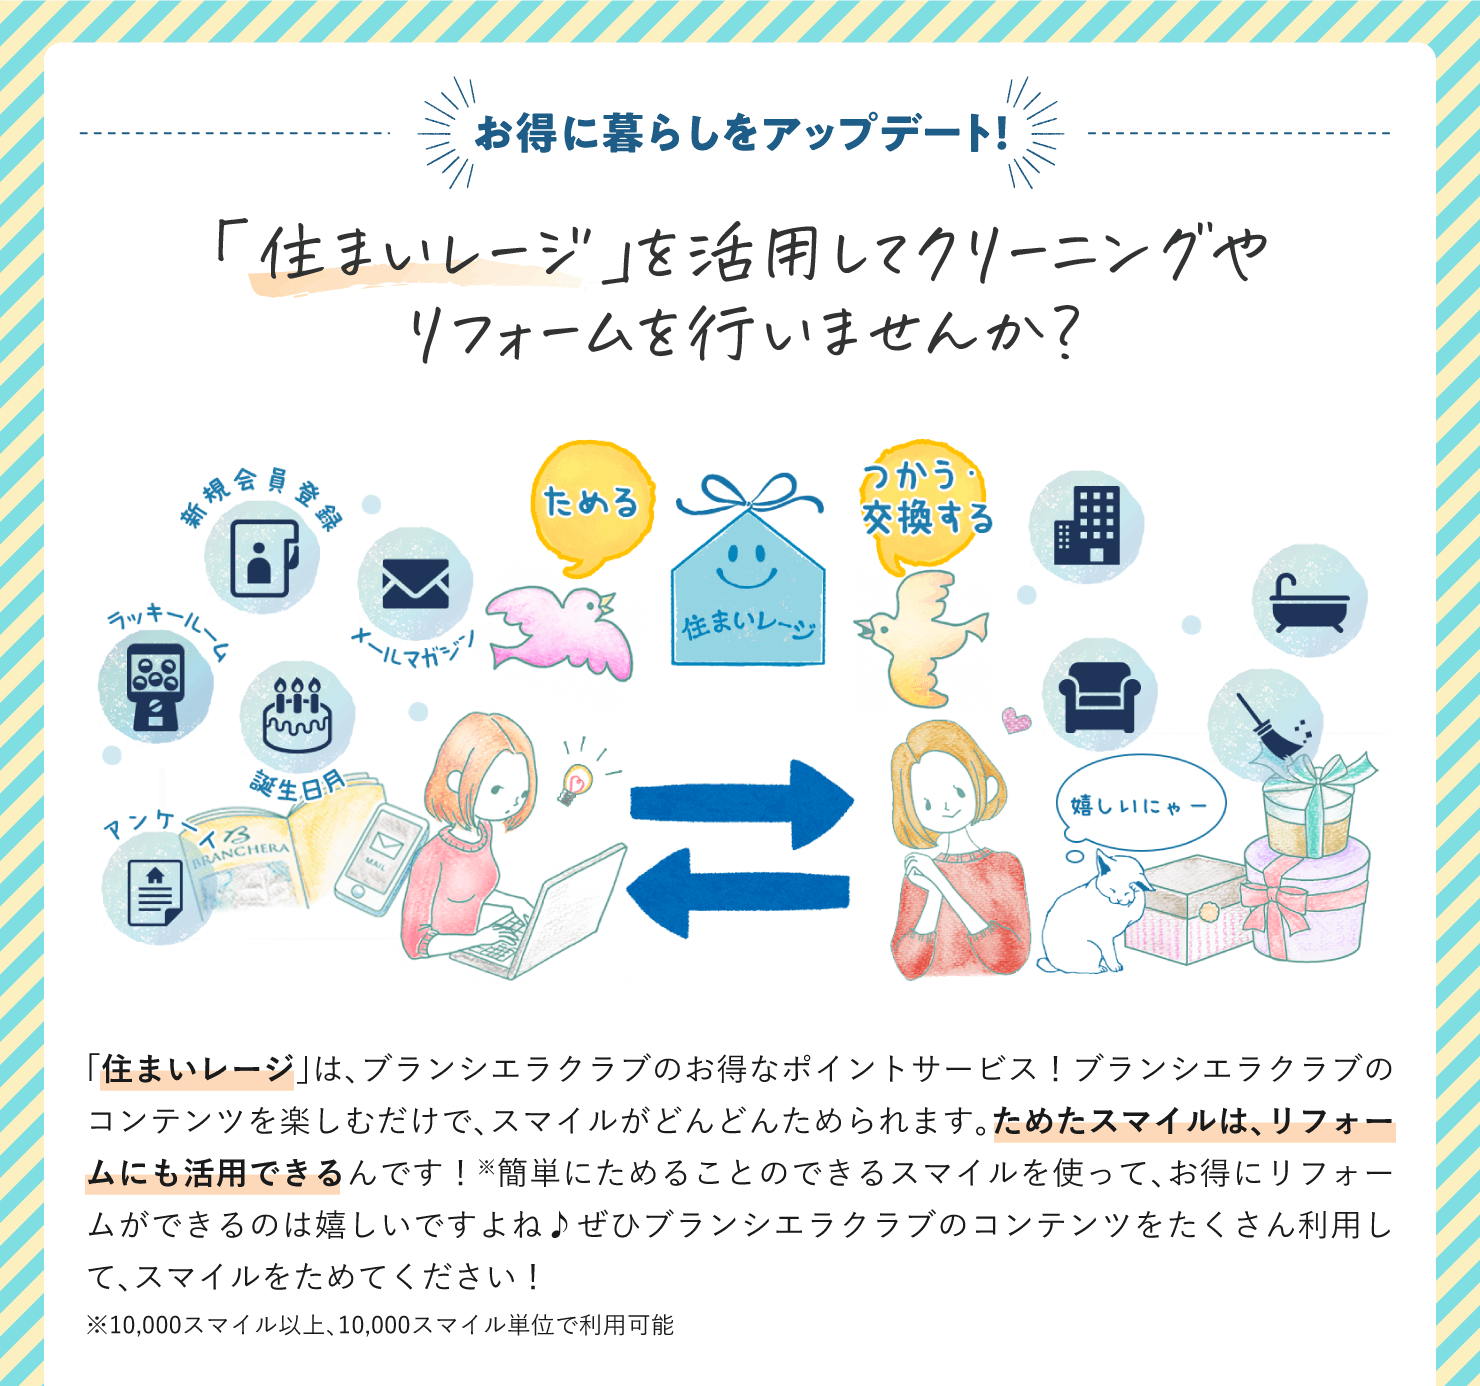 お得に暮らしをアップデート!
「住まいレージ」を活用してクリーニングや
リフォームを行いませんか?
ためる
つかう・
交換する
新規会員登録
メールマガジン
ラッキールーム
誕生日月
アンケート
BRANCHERA
MAIL
住まいレージ
嬉しいにゃー
「住まいレージ」は、ブランシエラクラブのお得なポイントサービス!ブランシエラクラブの
コンテンツを楽しむだけで、スマイルがどんどんためられます。ためたスマイルは、リフォー
ムにも活用できるんです!※簡単にためることのできるスマイルを使って、お得にリフォー
ムができるのは嬉しいですよね♪ぜひブランシエラクラブのコンテンツをたくさん利用し
て、スマイルをためてください!
※10,000スマイル以上、10,000スマイル単位で利用可能